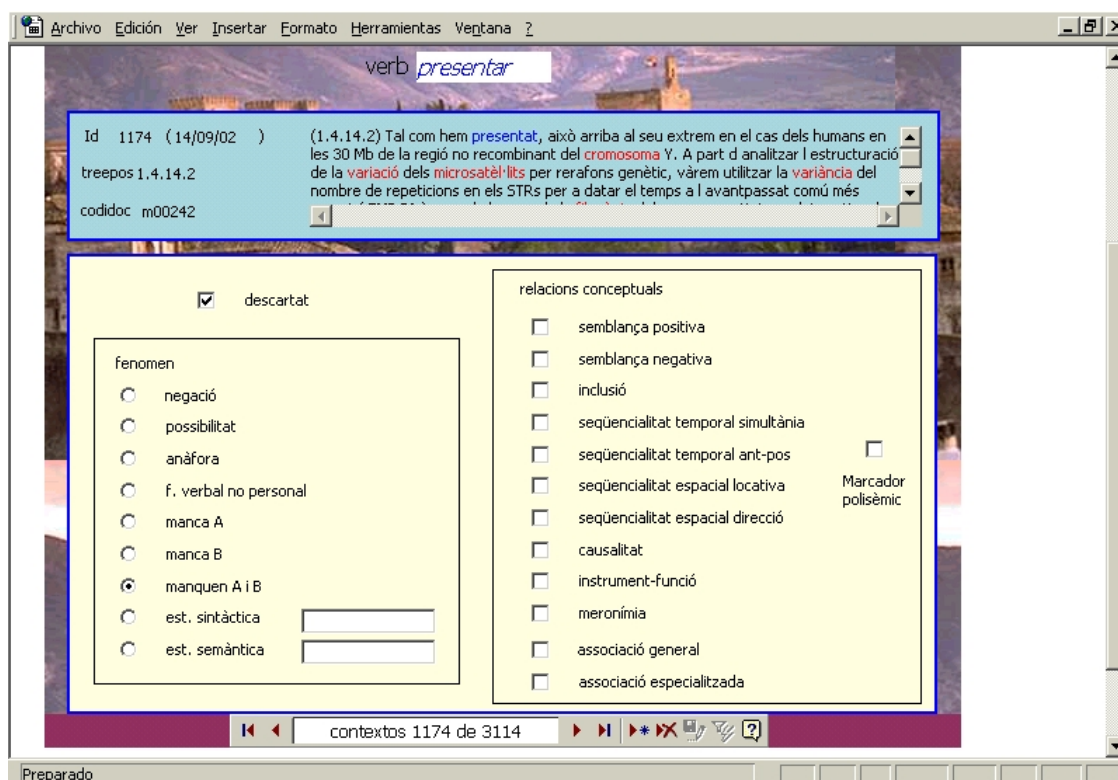 Archivo Edición Ver Insertar Formato Herramientas Ventana ?
verb presentar
Id 1174 (14/09/02 )
treepos 1.4.14.2
codidoc m00242
(1.4.14.2) Tal com hem presentat, això arriba al seu extrem en el cas dels humans en
les 30 Mb de la regió no recombinant del cromosoma Y. A part d analitzar l estructuració
de la variació dels microsatèl·lits per rerafons genètic, vàrem utilitzar la variància del
nombre de repeticions en els STRs per a datar el temps a l avantpassat comú més
descartat
fenomen
negació
possibilitat
anàfora
f. verbal no personal
manca A
manca B
manquen A i B
est. sintàctica
est. semàntica
relacions conceptuals
semblança positiva
semblança negativa
inclusió
seqüencialitat temporal simultània
seqüencialitat temporal ant-pos
seqüencialitat espacial locativa
seqüencialitat espacial direcció
causalitat
instrument-funció
meronímia
associació general
associació especialitzada
Marcador
polisèmic
contextos 1174 de 3114
Preparado